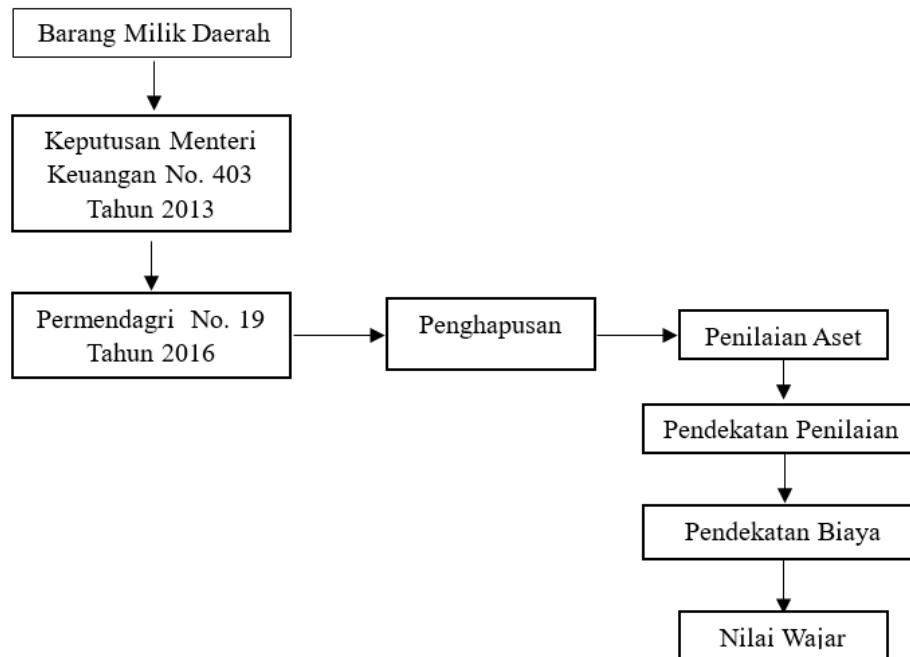 Barang Milik Daerah
Keputusan Menteri
Keuangan No. 403
Tahun 2013
Permendagri No. 19
Tahun 2016
Penghapusan
Penilaian Aset
Pendekatan Penilaian
Pendekatan Biaya
Nilai Wajar